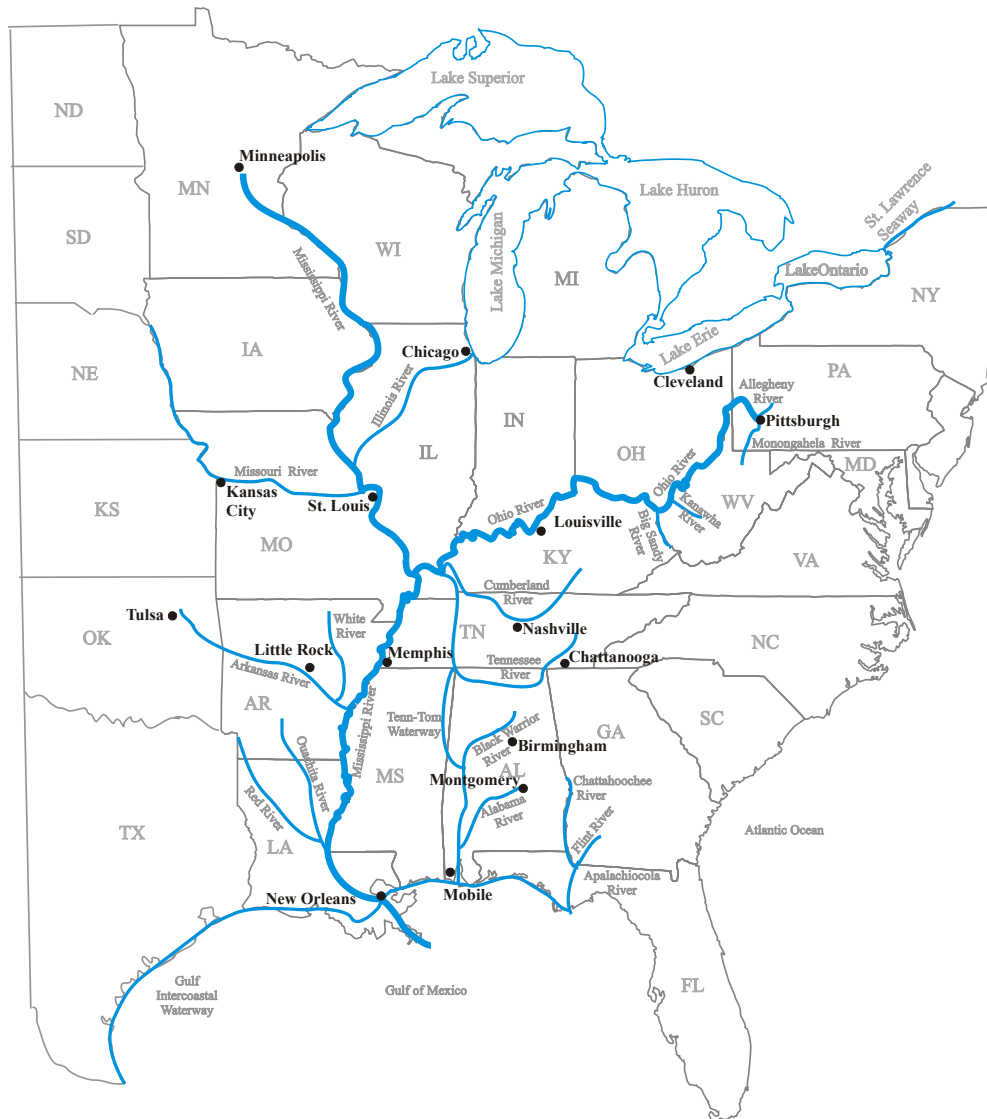 Lake Superior
ND
Minneapolis
MN
Lake Huron
St. Lawrence
Seaway
SD
WI
Mississippi River
Lake Michigan
MI
LakeOntario
NY
IA
Chicago
Lake Erie
NE
Illinois River
Cleveland
PA
Allegheny
River
IN
Pittsburgh
Monongahela River
IL
OH
Ohio River
MD
Missouri River
Kansas
City
St. Louis
KS
WV
Kanawha
River
Ohio River
Louisville
Big Sandy
River
MO
KY
VA
Cumberland
River
Tulsa
White
River
TN
Nashville
OK
NC
Little Rock
Memphis
Tennessee
River
Chattanooga
Arkansas River
AR
Mississippi River
Tenn-Tom
Waterway
SC
GA
Black Warrior
River
Birmingham
Ouachita River
MS
AL
Montgomery
Chattahoochee
River
Red River
Alabama
River
Flint River
TX
LA
Atlantic Ocean
Apalachiocola
River
New Orleans
Mobile
Gulf
Intercoastal
Waterway
Gulf of Mexico
FL